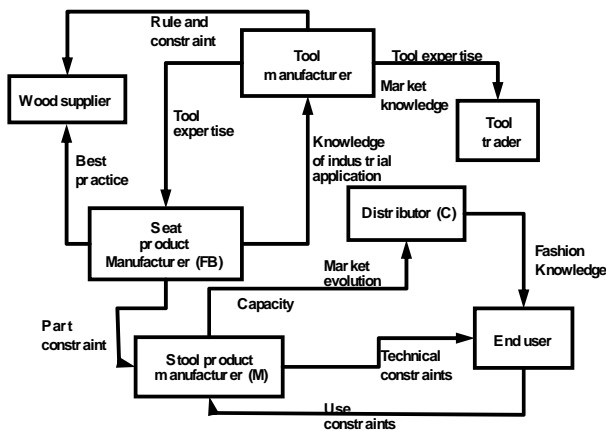 Rule and
constraint
Tool
manufacturer
Tool expertise
Market
knowledge
Wood supplier
Tool
expertise
Tool
trader
Best
practice
Knowledge
of indus trial
application
Distributor (C)
Seat
product
Manufacturer (FB)
Market
evolution
Fashion
Knowledge
Capacity
Part
constraint
Stool product
manufacturer (M)
Technical
constraints
End user
Use
constraints